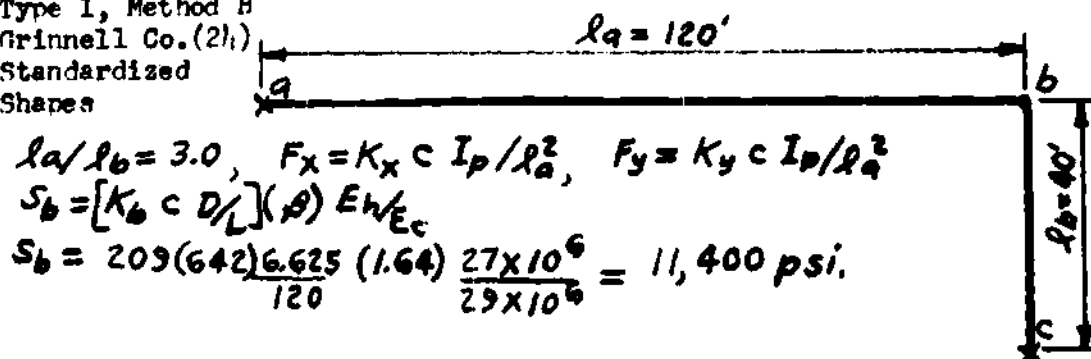 Type I, Method H
Grinnell Co.(24)
Standardized
Shapes
la = 120'
a
b
la/lb = 3.0, Fx = Kx c Ip/la², Fy = Ky c Ip/la²
Sb = [Kb c D/L](β) Eh/Ec
Sb = 209(642)6.625/120 (1.64) 27×10⁶/29×10⁶ = 11,400 psi.
lb = 40'
c